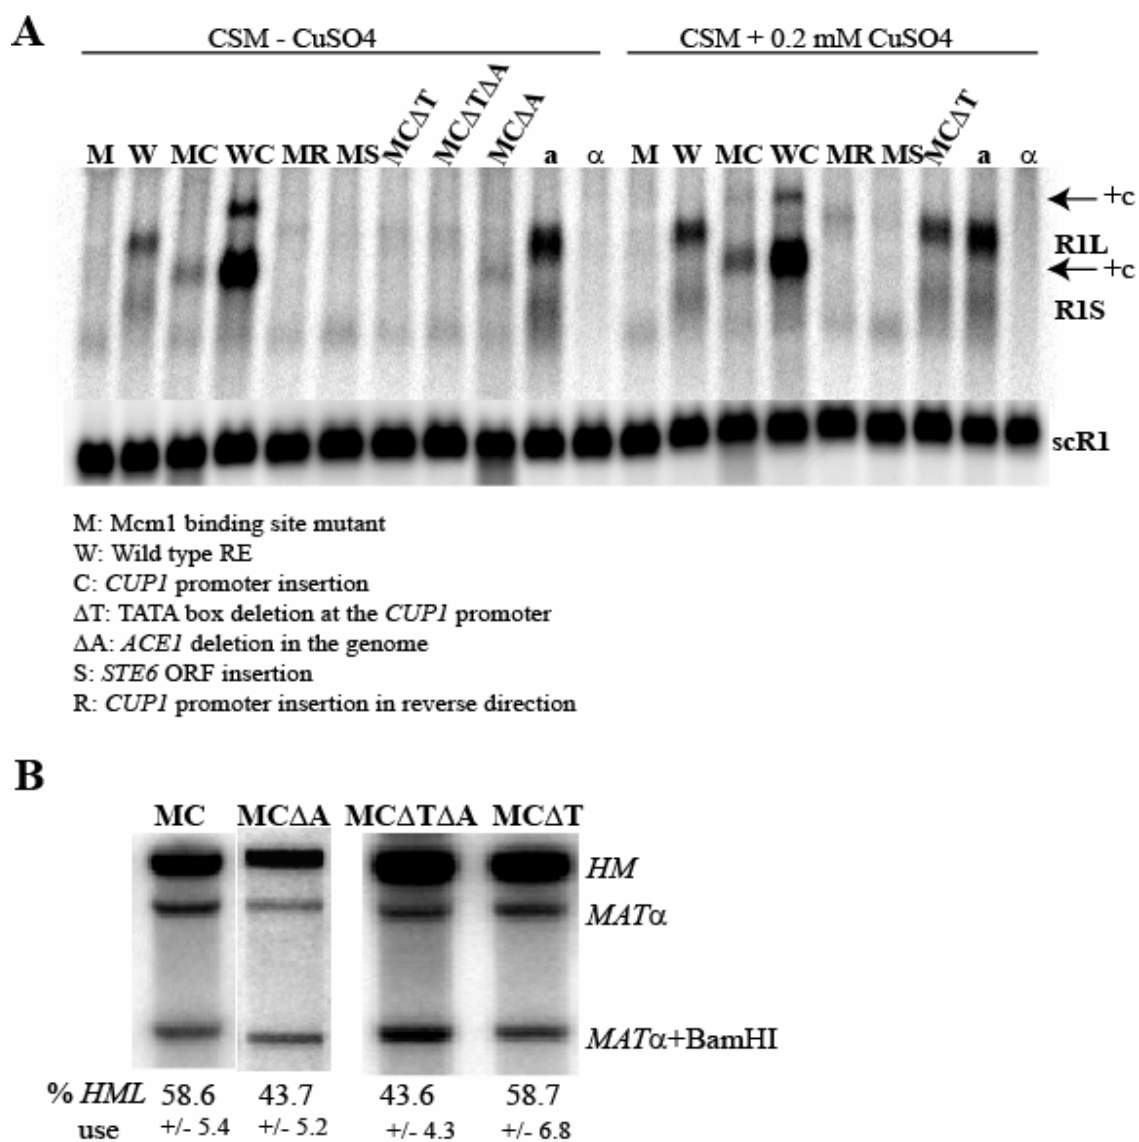 A
CSM - CuSO4 CSM + 0.2 mM CuSO4
M W MC WC MR MS MCΔT MCΔTΔA MCΔA a α M W MC WC MR MS MCΔT a α
+c
R1L
+c
R1S
scR1
M: Mcm1 binding site mutant
W: Wild type RE
C: CUP1 promoter insertion
ΔT: TATA box deletion at the CUP1 promoter
ΔA: ACE1 deletion in the genome
S: STE6 ORF insertion
R: CUP1 promoter insertion in reverse direction
B
MC MCΔA MCΔTΔA MCΔT
HM
MATα
MATα+BamHI
% HML 58.6 43.7 43.6 58.7
use +/- 5.4 +/- 5.2 +/- 4.3 +/- 6.8